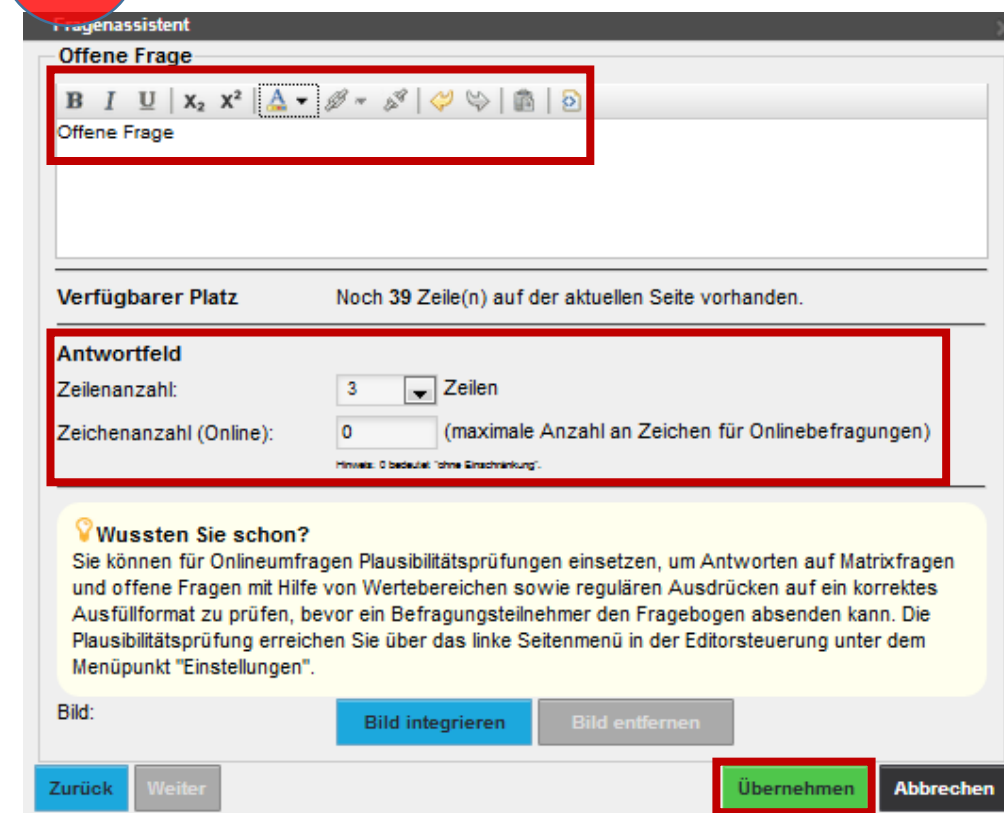 Fragenassistent
Offene Frage
B I U X₂ X² A
Offene Frage
Verfügbarer Platz Noch 39 Zeile(n) auf der aktuellen Seite vorhanden.
Antwortfeld
Zeilenanzahl: 3 Zeilen
Zeichenanzahl (Online): 0 (maximale Anzahl an Zeichen für Onlinebefragungen)
Hinweis: 0 bedeutet "ohne Einschränkung".
Wussten Sie schon?
Sie können für Onlineumfragen Plausibilitätsprüfungen einsetzen, um Antworten auf Matrixfragen
und offene Fragen mit Hilfe von Wertebereichen sowie regulären Ausdrücken auf ein korrektes
Ausfüllformat zu prüfen, bevor ein Befragungsteilnehmer den Fragebogen absenden kann. Die
Plausibilitätsprüfung erreichen Sie über das linke Seitenmenü in der Editorsteuerung unter dem
Menüpunkt "Einstellungen".
Bild: Bild integrieren Bild entfernen
Zurück Weiter Übernehmen Abbrechen